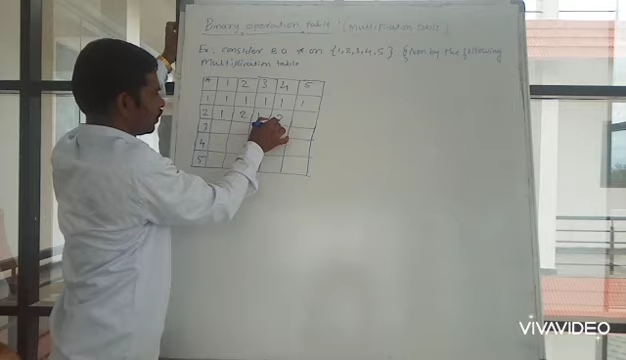 Binary operation table (Multiplication table)
Ex: consider B.O * on {1,2,3,4,5} given by the following
multiplication table
* 1 2 3 4 5
1 1 1 1 1 1
2 1 2 1 2
3
4
5
VIVAVIDEO